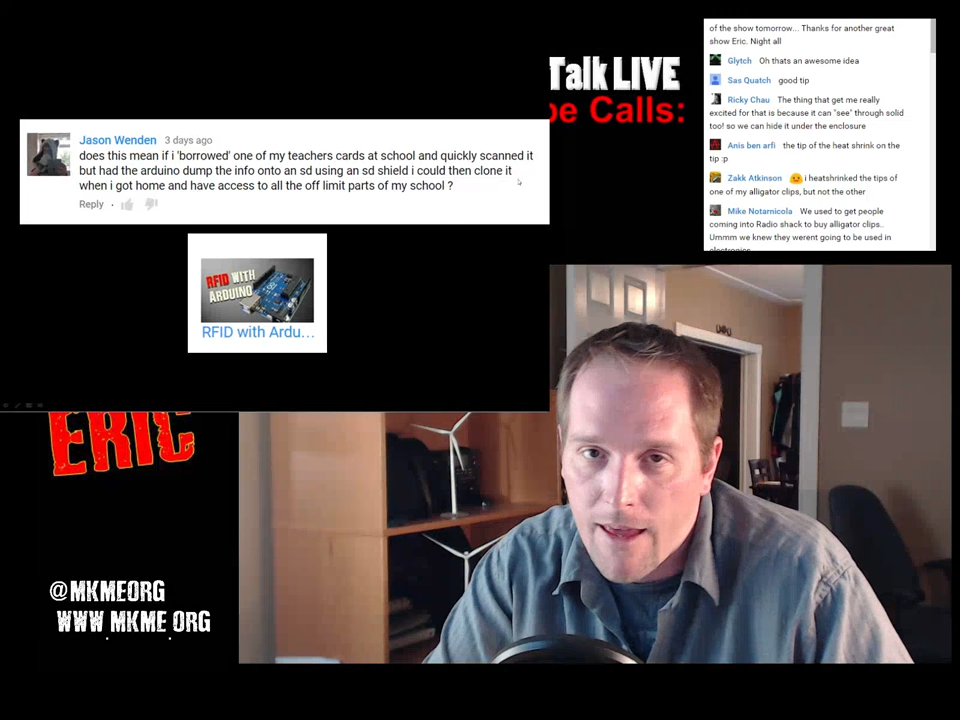 Talk LIVE
pe Calls:
Jason Wenden 3 days ago
does this mean if i 'borrowed' one of my teachers cards at school and quickly scanned it
but had the arduino dump the info onto an sd using an sd shield i could then clone it
when i got home and have access to all the off limit parts of my school ?
Reply
RFID WITH
ARDUINO
RFID with Ardu...
of the show tomorrow... Thanks for another great
show Eric. Night all
Glytch Oh thats an awesome idea
Sas Quatch good tip
Ricky Chau The thing that get me really
excited for that is because it can "see" through solid
too! so we can hide it under the enclosure
Anis ben arfi the tip of the heat shrink on the
tip :p
Zakk Atkinson i heatshrinked the tips of
one of my alligator clips, but not the other
Mike Notarnicola We used to get people
coming into Radio shack to buy alligator clips..
Ummm we knew they werent going to be used in
electronics
ERIC
@MKMEORG
WWW.MKME.ORG